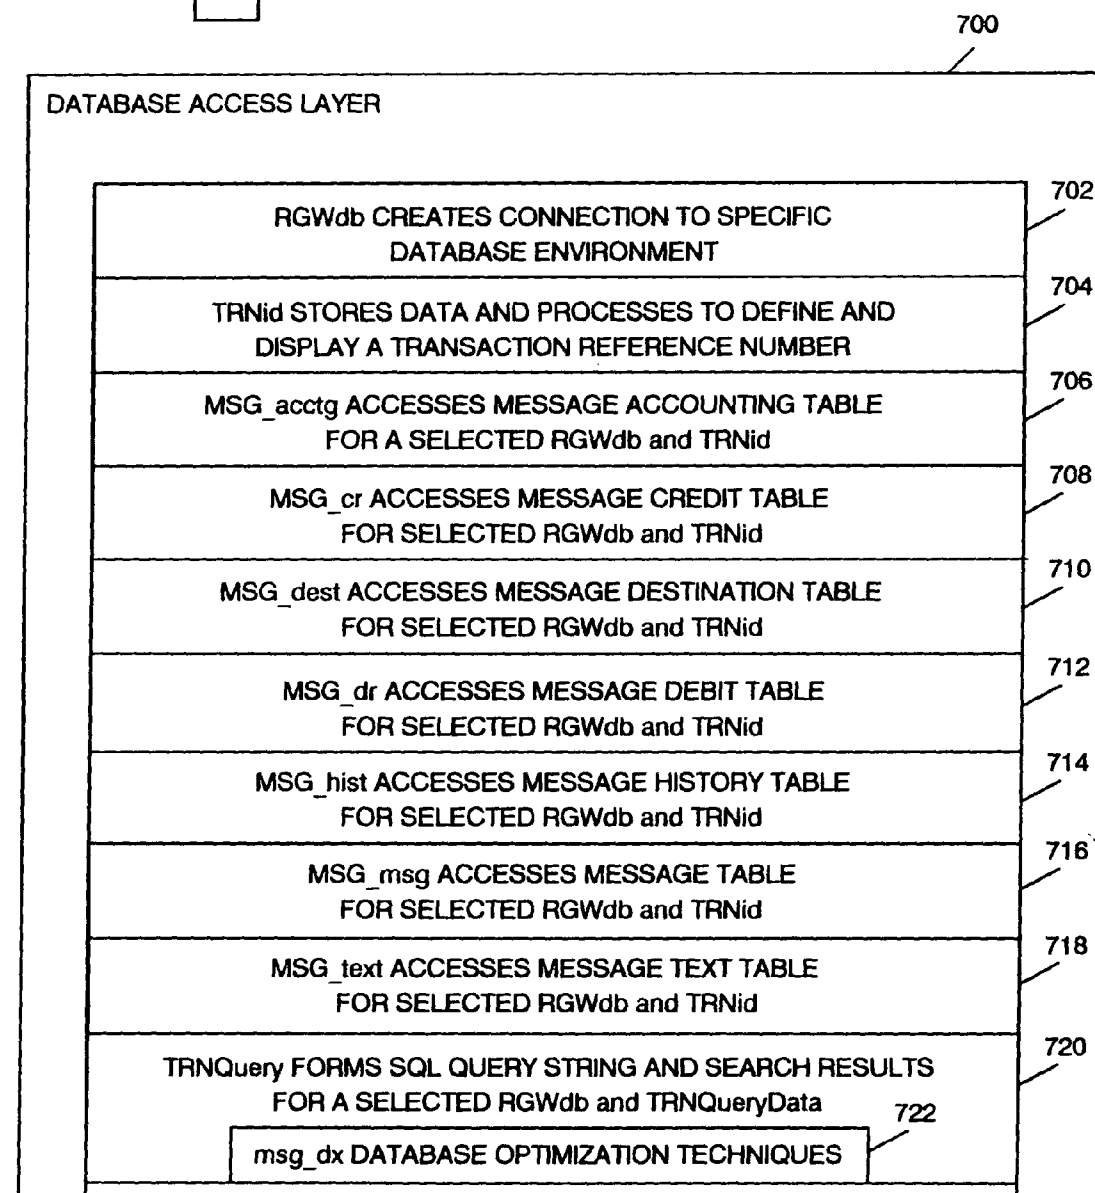 700
DATABASE ACCESS LAYER
702
RGWdb CREATES CONNECTION TO SPECIFIC
DATABASE ENVIRONMENT
704
TRNid STORES DATA AND PROCESSES TO DEFINE AND
DISPLAY A TRANSACTION REFERENCE NUMBER
706
MSG_acctg ACCESSES MESSAGE ACCOUNTING TABLE
FOR A SELECTED RGWdb and TRNid
708
MSG_cr ACCESSES MESSAGE CREDIT TABLE
FOR SELECTED RGWdb and TRNid
710
MSG_dest ACCESSES MESSAGE DESTINATION TABLE
FOR SELECTED RGWdb and TRNid
712
MSG_dr ACCESSES MESSAGE DEBIT TABLE
FOR SELECTED RGWdb and TRNid
714
MSG_hist ACCESSES MESSAGE HISTORY TABLE
FOR SELECTED RGWdb and TRNid
716
MSG_msg ACCESSES MESSAGE TABLE
FOR SELECTED RGWdb and TRNid
718
MSG_text ACCESSES MESSAGE TEXT TABLE
FOR SELECTED RGWdb and TRNid
720
TRNQuery FORMS SQL QUERY STRING AND SEARCH RESULTS
FOR A SELECTED RGWdb and TRNQueryData
722
msg_dx DATABASE OPTIMIZATION TECHNIQUES